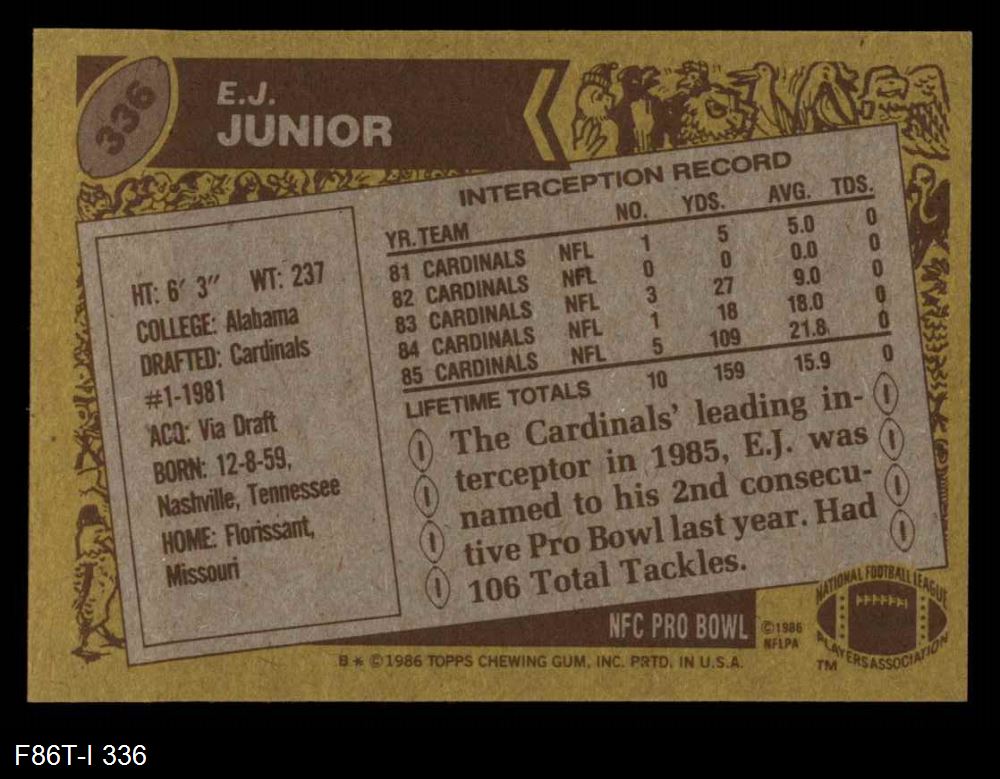 336
E.J.
JUNIOR
INTERCEPTION RECORD
YR. TEAM NO. YDS. AVG. TDS.
81 CARDINALS NFL 1 5 5.0 0
82 CARDINALS NFL 0 0 0.0 0
83 CARDINALS NFL 3 27 9.0 0
84 CARDINALS NFL 1 18 18.0 0
85 CARDINALS NFL 5 109 21.8 0
LIFETIME TOTALS 10 159 15.9 0
HT: 6′ 3″ WT: 237
COLLEGE: Alabama
DRAFTED: Cardinals
#1-1981
ACQ: Via Draft
BORN: 12-8-59,
Nashville, Tennessee
HOME: Florissant,
Missouri
The Cardinals’ leading in-
terceptor in 1985, E.J. was
named to his 2nd consecu-
tive Pro Bowl last year. Had
106 Total Tackles.
NFC PRO BOWL
©1986
NFLPA
NATIONAL FOOTBALL LEAGUE
PLAYERS ASSOCIATION
TM
B * © 1986 TOPPS CHEWING GUM, INC. PRTD. IN U.S.A.
F86T-I 336